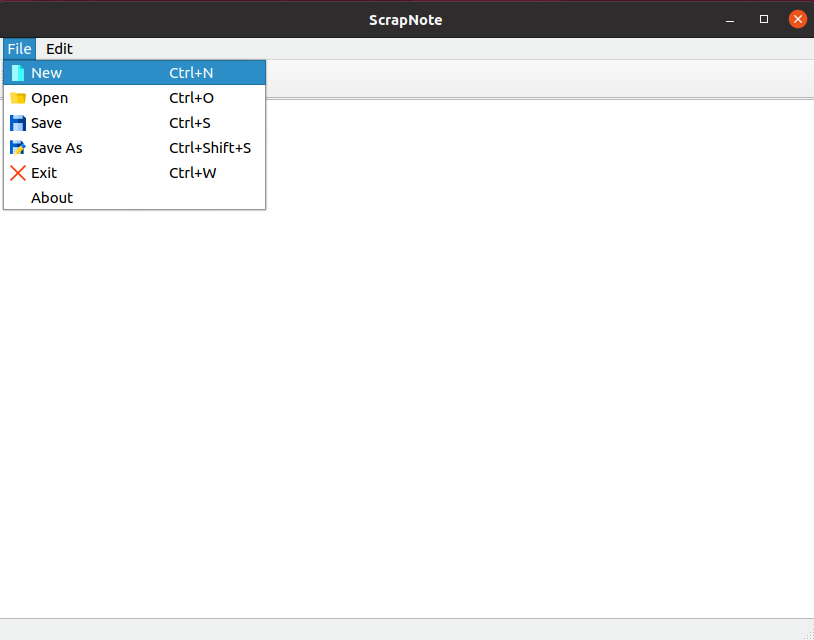 ScrapNote
File Edit
New Ctrl+N
Open Ctrl+O
Save Ctrl+S
Save As Ctrl+Shift+S
Exit Ctrl+W
About